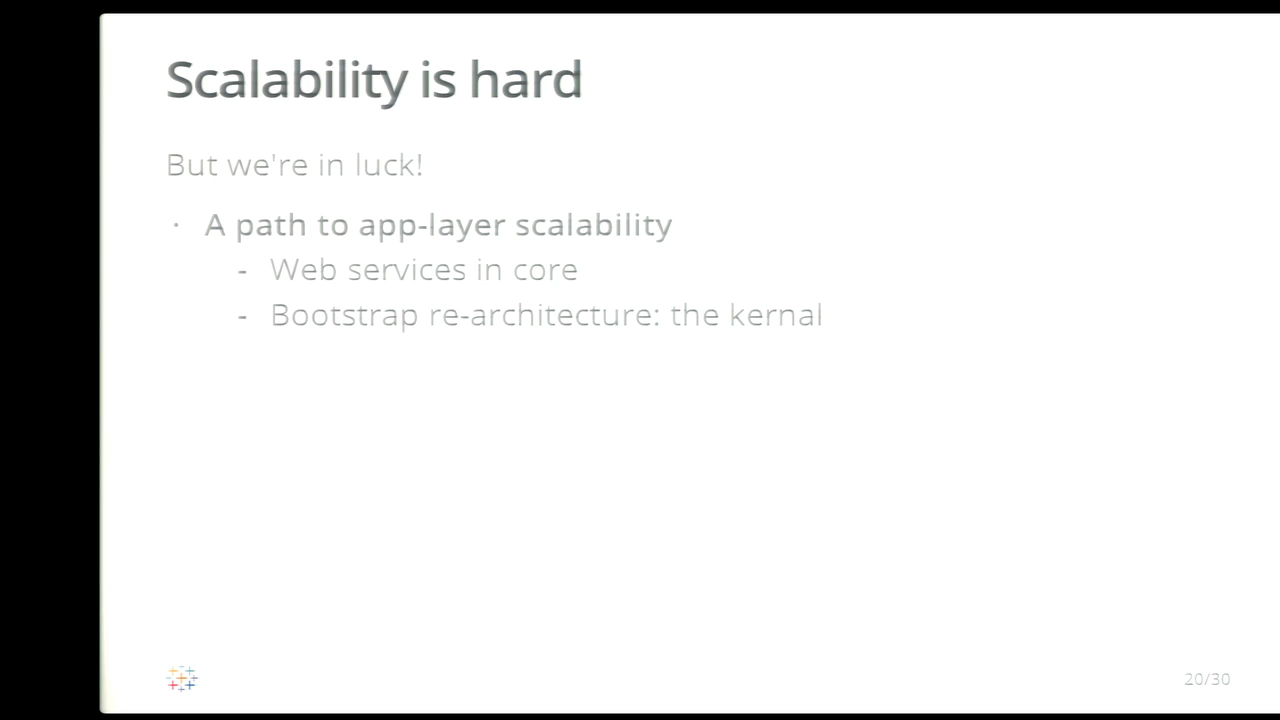 Scalability is hard
But we're in luck!
· A path to app-layer scalability
- Web services in core
- Bootstrap re-architecture: the kernal
20/30